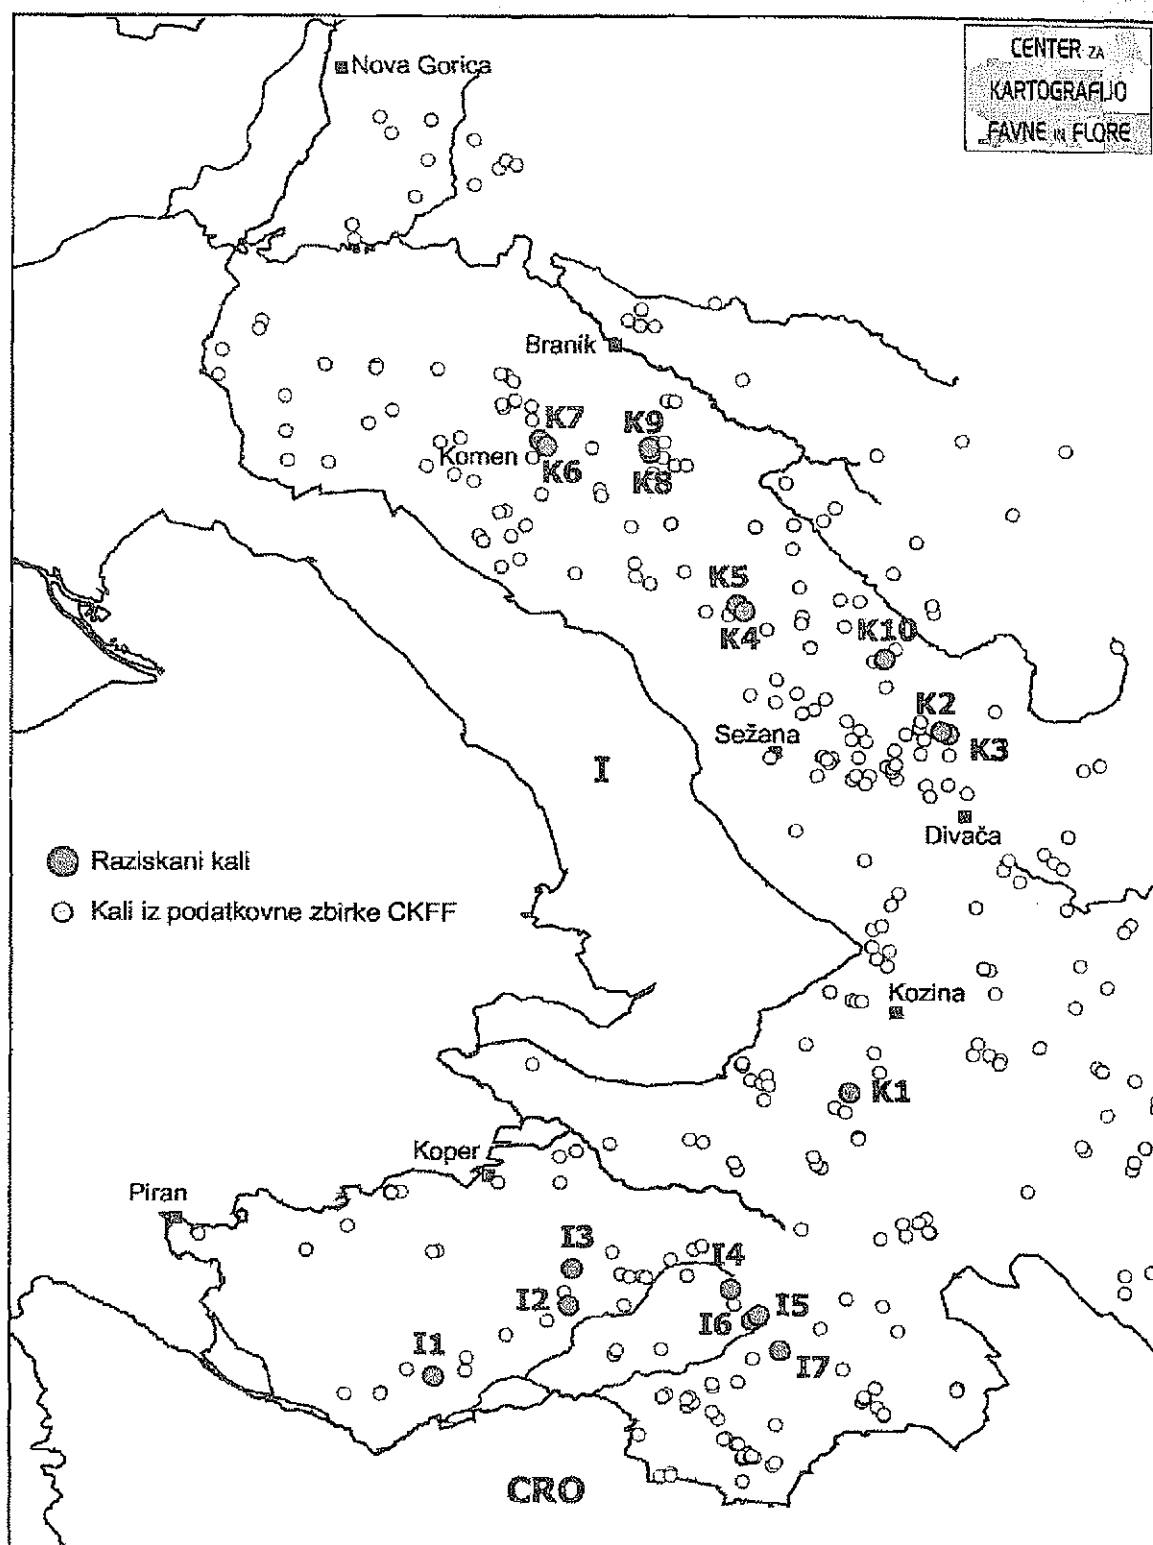 CENTER ZA
KARTOGRAFIJO
FAVNE IN FLORE
Nova Gorica
Branik
K7
K9
Komen
K6
K8
K5
K4
K10
K2
Sežana
K3
I
Divača
Raziskani kali
Kali iz podatkovne zbirke CKFF
Kozina
K1
Koper
Piran
I3
I4
I2
I6
I5
I1
I7
CRO